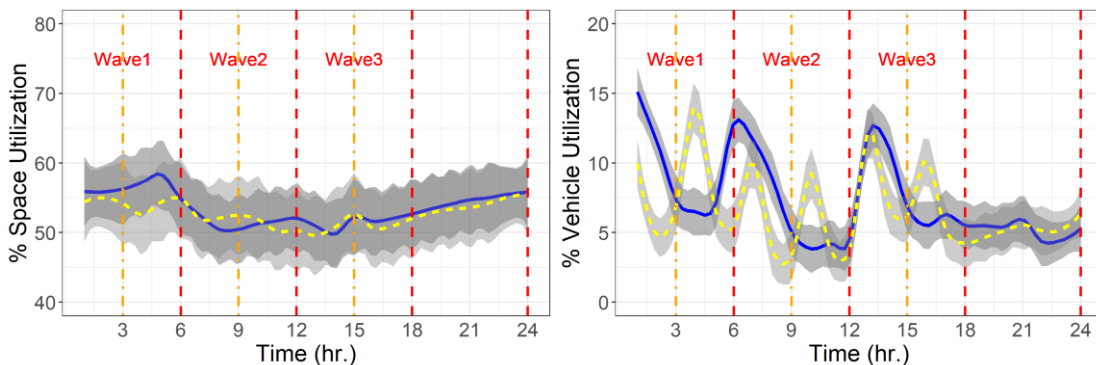 80
70
60
50
40
% Space Utilization
Wave1 Wave2 Wave3
3 6 9 12 15 18 21 24
Time (hr.)
20
15
10
5
0
% Vehicle Utilization
Wave1 Wave2 Wave3
3 6 9 12 15 18 21 24
Time (hr.)